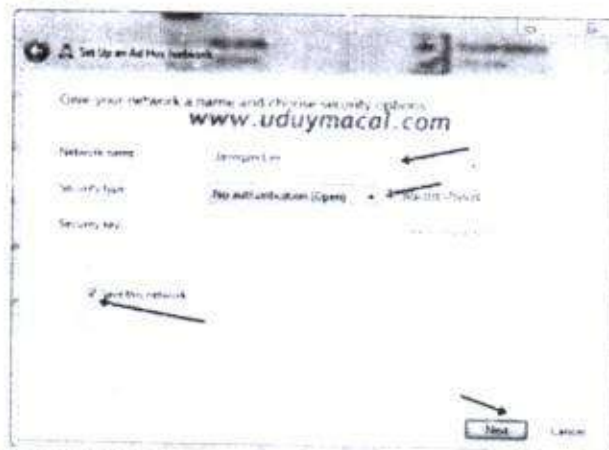 Set Up an Ad Hoc Network
Give your network a name and choose security options
www.uduymacal.com
Network name:
Security type:
No authentication (Open)
Security key:
Save this network
Next
Cancel